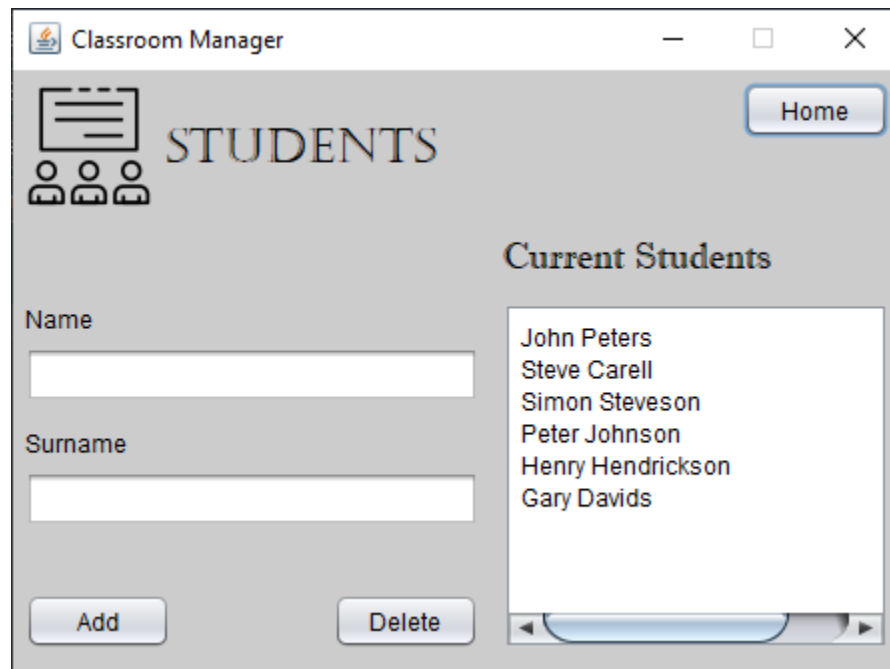 Classroom Manager
Home
STUDENTS
Current Students
Name
Surname
John Peters
Steve Carell
Simon Steveson
Peter Johnson
Henry Hendrickson
Gary Davids
Add
Delete